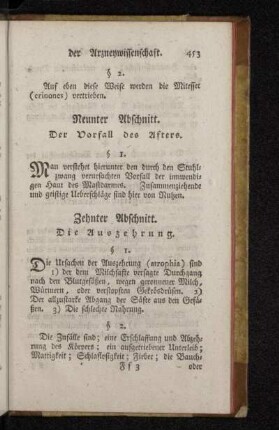 der Arzneywissenschaft. 453
§ 2.
Auf eben diese Weise werden die Mitesser
(crinones) vertrieben.
Neunter Abschnitt.
Der Vorfall des Afters.
§ 1.
Man verstehet hierunter den durch den Stuhl-
zwang verursachten Vorfall der innwendi-
gen Haut des Mastdarmes. Zusammenziehende
und geistige Ueberschläge sind hier von Nutzen.
Zehnter Abschnitt.
Die Auszehrung.
§ 1.
Die Ursachen der Auszehrung (atrophia) sind
1) der dem Milchsafte versagte Durchgang
nach den Blutgefäßen, wegen geronnener Milch,
Würmern, oder verstopften Gekrösdrüsen. 2)
Der allzustarke Abgang der Säfte aus den Gefäs-
sen. 3) Die schlechte Nahrung.
§ 2.
Die Zufälle sind; eine Erschlaffung und Abzeh-
rung des Körpers; ein aufgetriebener Unterleib;
Mattigkeit; Schlaflosigkeit; Fieber; die Bauch-
F f 3 oder